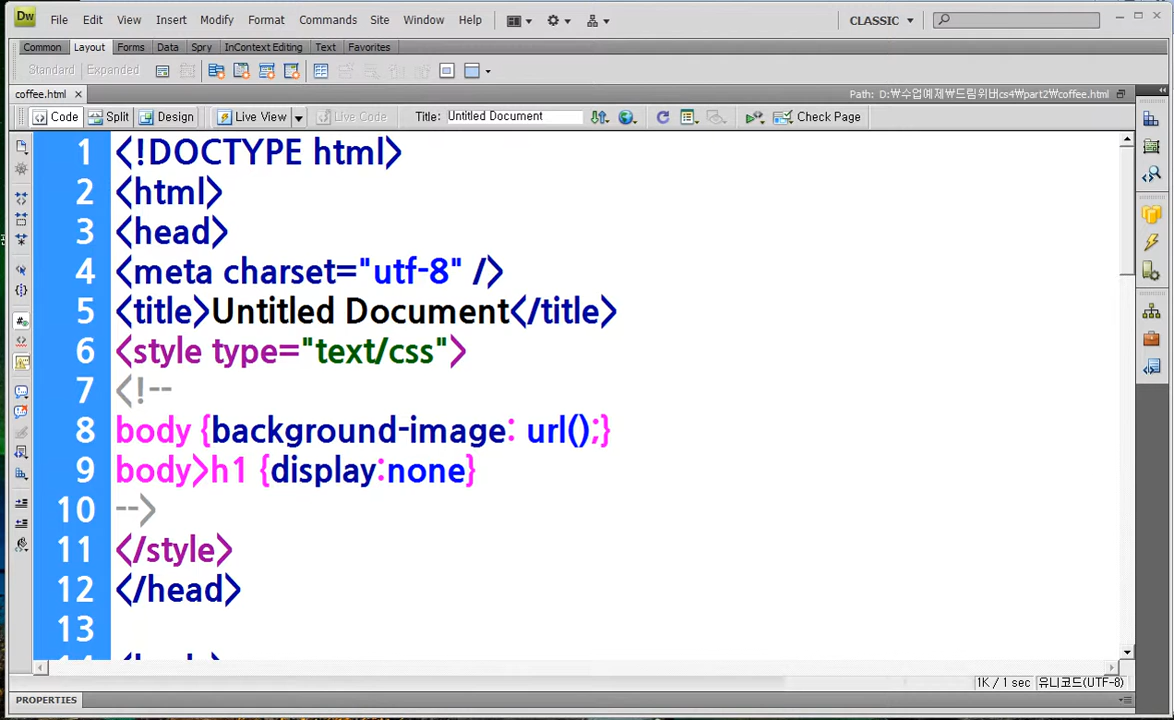 Dw File Edit View Insert Modify Format Commands Site Window Help CLASSIC
Common Layout Forms Data Spry InContext Editing Text Favorites
Standard Expanded
coffee.html Path: D:₩수업예제₩드림위버cs4₩part2₩coffee.html
Code Split Design Live View Live Code Title: Untitled Document Check Page
1 <!DOCTYPE html>
2 <html>
3 <head>
4 <meta charset="utf-8" />
5 <title>Untitled Document</title>
6 <style type="text/css">
7 <!--
8 body {background-image: url();}
9 body>h1 {display:none}
10 -->
11 </style>
12 </head>
13
1K / 1 sec 유니코드(UTF-8)
PROPERTIES